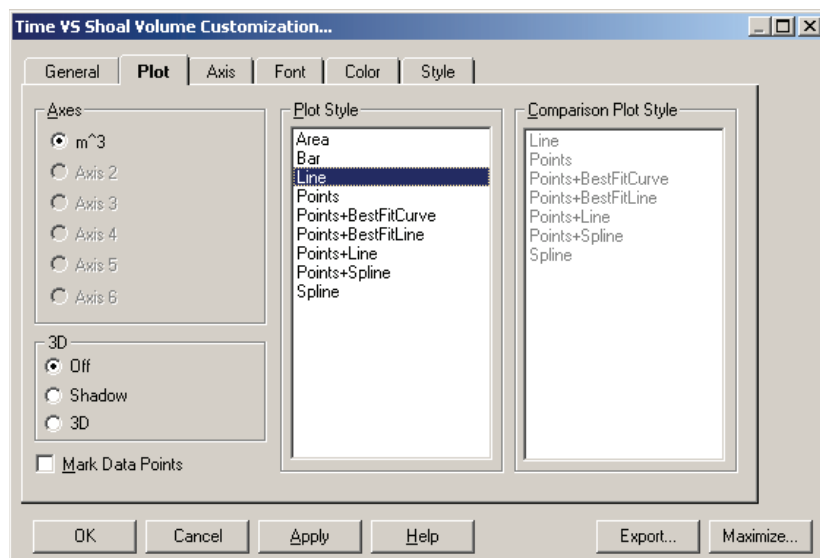 Time VS Shoal Volume Customization...
General
Plot
Axis
Font
Color
Style
Axes
m^3
Axis 2
Axis 3
Axis 4
Axis 5
Axis 6
3D
Off
Shadow
3D
Mark Data Points
Plot Style
Area
Bar
Line
Points
Points+BestFitCurve
Points+BestFitLine
Points+Line
Points+Spline
Spline
Comparison Plot Style
Line
Points
Points+BestFitCurve
Points+BestFitLine
Points+Line
Points+Spline
Spline
OK
Cancel
Apply
Help
Export...
Maximize...